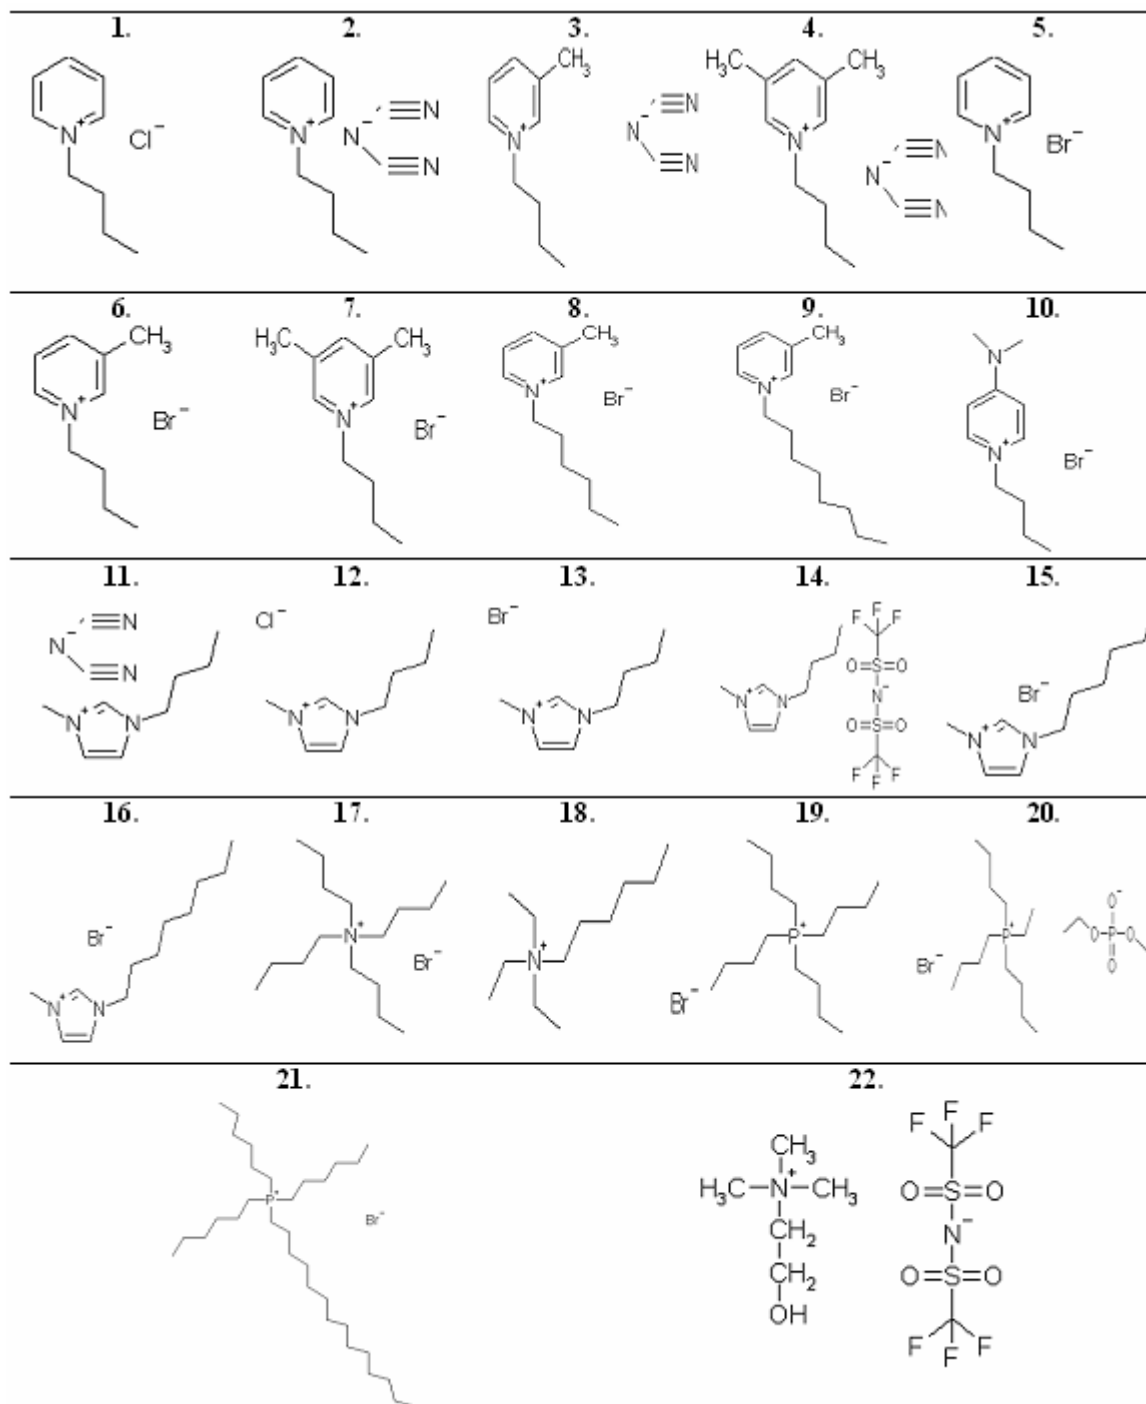 1. 2. 3. 4. 5.
CH₃ H₃C CH₃
N⁺ Cl⁻ N⁺ N⁻ N N N⁺ N⁻ N N N⁺ N⁻ N N N⁺ Br⁻
6. 7. 8. 9. 10.
CH₃ H₃C CH₃ CH₃ CH₃ N
N⁺ Br⁻ N⁺ Br⁻ N⁺ Br⁻ N⁺ Br⁻ N⁺ Br⁻
11. 12. 13. 14. 15.
N⁻ N N Cl⁻ Br⁻ F F F
O=S=O
N⁻ Br⁻
O=S=O
N⁺ N N⁺ N N⁺ N N⁺ N F F F N⁺ N
16. 17. 18. 19. 20.
O⁻
Br⁻ N⁺ Br⁻ N⁺ P⁺ Br⁻ P⁺ Br⁻ O P O
O
N⁺ N
21. 22.
P⁺ Br⁻
CH₃ F F F
H₃C N⁺ CH₃ O=S=O
CH₂ N⁻
CH₂ O=S=O
OH F F F